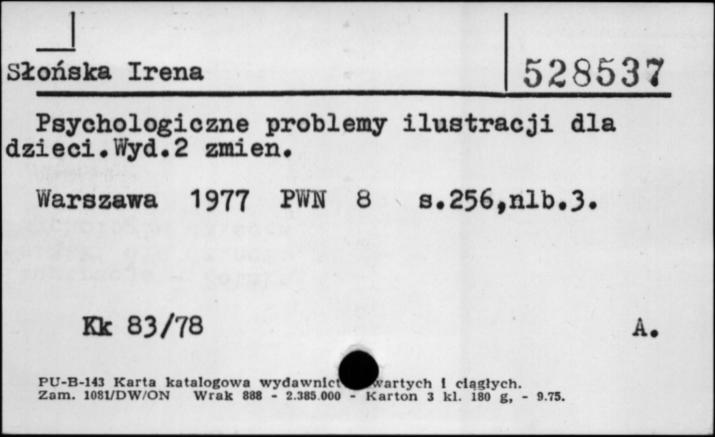 Słońska Irena
528537
Psychologiczne problemy ilustracji dla
dzieci.Wyd.2 zmien.
Warszawa 1977 PWN 8 s.256,nlb.3.
Kk 83/78 A.
PU-B-143 Karta katalogowa wydawnict wartych i ciągłych.
Zam. 1081/DW/ON Wrak 888 - 2.385.000 - Karton 3 kl. 180 g, - 9.75.